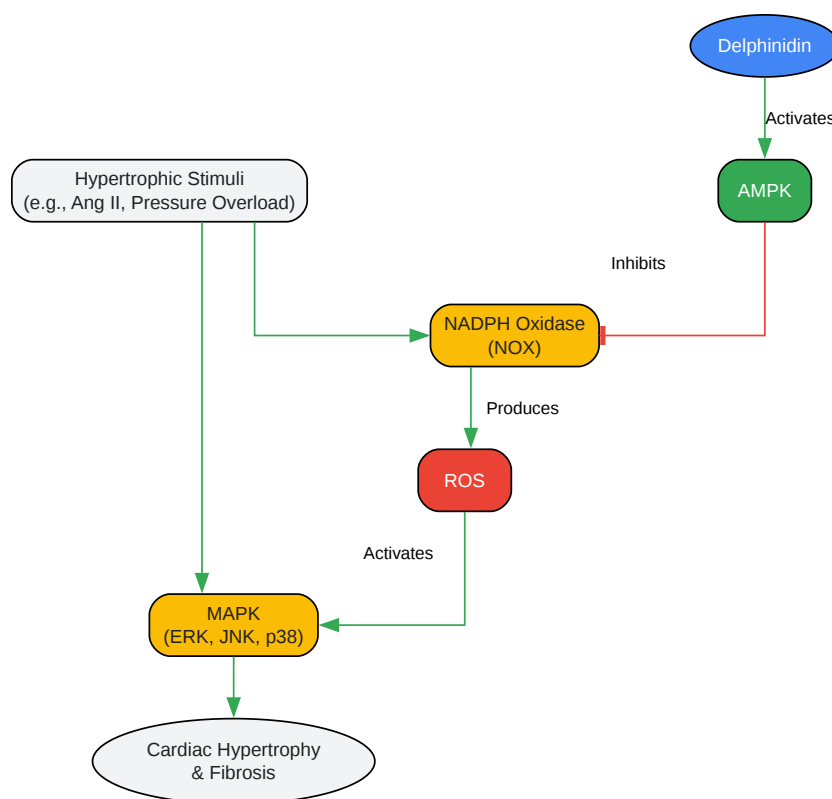 Delphinidin
Activates
Hypertrophic Stimuli
(e.g., Ang II, Pressure Overload)
AMPK
Inhibits
NADPH Oxidase
(NOX)
Produces
ROS
Activates
MAPK
(ERK, JNK, p38)
Cardiac Hypertrophy
& Fibrosis